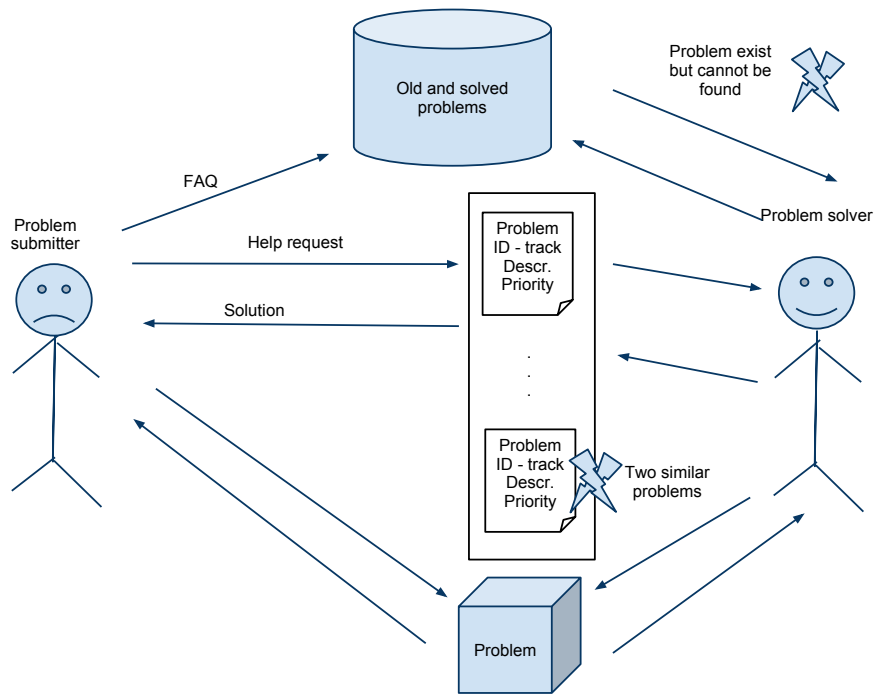 Old and solved
problems
Problem exist
but cannot be
found
FAQ
Problem
submitter
Help request
Solution
Problem
ID - track
Descr.
Priority
.
.
.
Problem
ID - track
Descr.
Priority
Two similar
problems
Problem solver
Problem